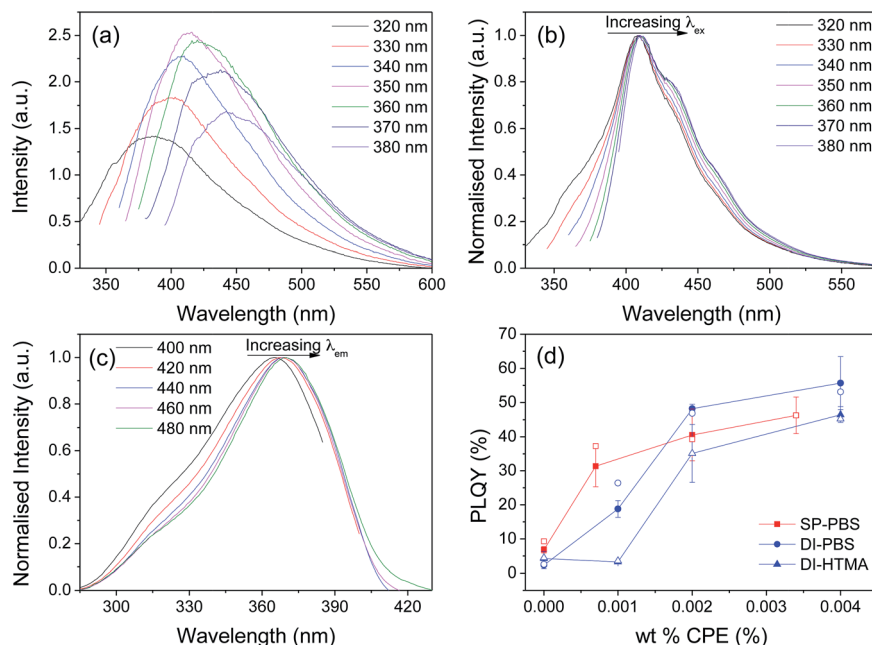 (a)
320 nm
330 nm
340 nm
350 nm
360 nm
370 nm
380 nm
2.5
2.0
1.5
1.0
0.5
0.0
350 400 450 500 550 600
Intensity (a.u.)
Wavelength (nm)
(b)
Increasing λex
320 nm
330 nm
340 nm
350 nm
360 nm
370 nm
380 nm
1.0
0.8
0.6
0.4
0.2
0.0
350 400 450 500 550
Normalised Intensity (a.u.)
Wavelength (nm)
(c)
Increasing λem
400 nm
420 nm
440 nm
460 nm
480 nm
1.0
0.8
0.6
0.4
0.2
0.0
300 330 360 390 420
Normalised Intensity (a.u.)
Wavelength (nm)
(d)
70
60
50
40
30
20
10
0
SP-PBS
DI-PBS
DI-HTMA
0.000 0.001 0.002 0.003 0.004
PLQY (%)
wt % CPE (%)